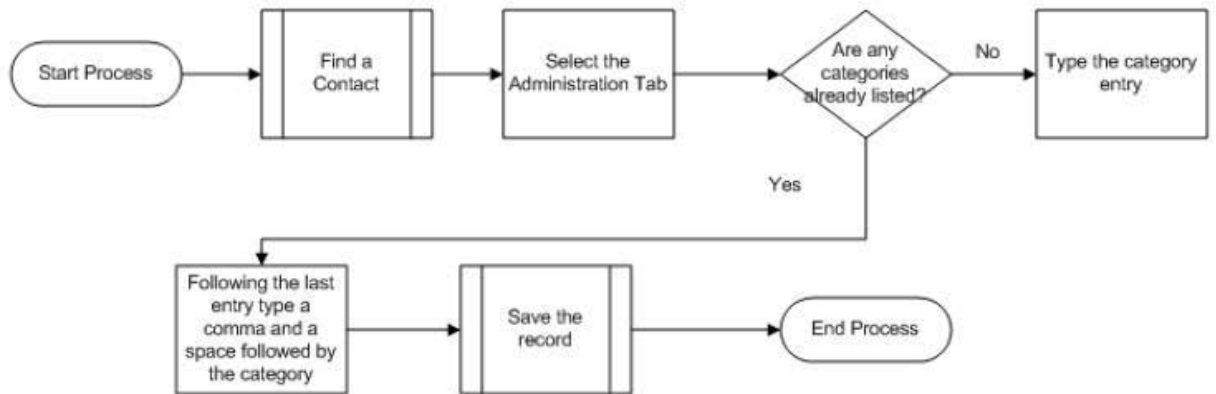 Start Process
Find a
Contact
Select the
Administration Tab
Are any
categories
already listed?
No
Type the category
entry
Yes
Following the last
entry type a
comma and a
space followed by
the category
Save the
record
End Process